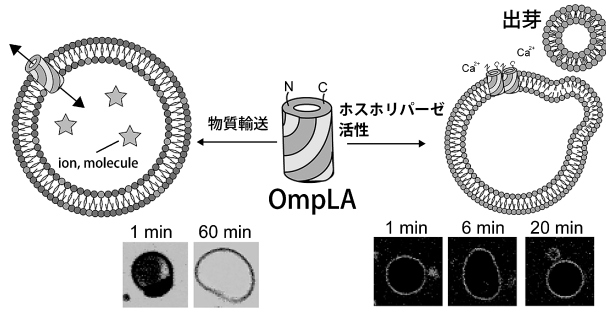 出芽
Ca2+
Ca2+
N C N C
N C
物質輸送
ホスホリパーゼ
活性
ion, molecule
OmpLA
1 min
60 min
1 min
6 min
20 min